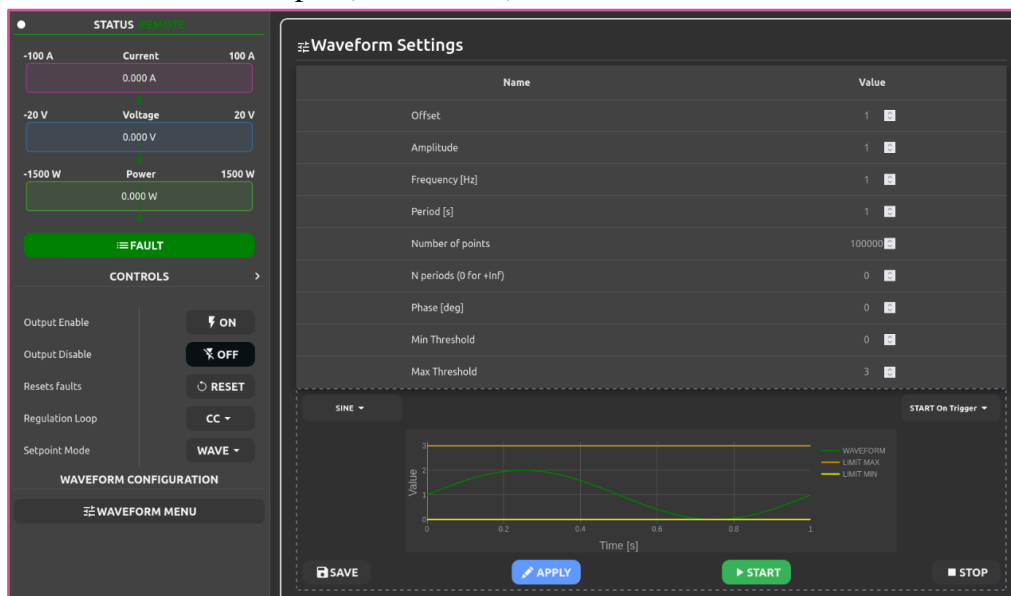 STATUS REMOTE
-100 A Current 100 A
0.000 A
-20 V Voltage 20 V
0.000 V
-1500 W Power 1500 W
0.000 W
FAULT
CONTROLS
Output Enable ON
Output Disable OFF
Resets faults RESET
Regulation Loop CC
Setpoint Mode WAVE
WAVEFORM CONFIGURATION
WAVEFORM MENU
Waveform Settings
Name Value
Offset 1
Amplitude 1
Frequency [Hz] 1
Period [s] 1
Number of points 100000
N periods (0 for +Inf) 0
Phase [deg] 0
Min Threshold 0
Max Threshold 3
SINE START On Trigger
3
2
1
0
Value
0 0.2 0.4 0.6 0.8 1
Time [s]
WAVEFORM
LIMIT MAX
LIMIT MIN
SAVE APPLY START STOP